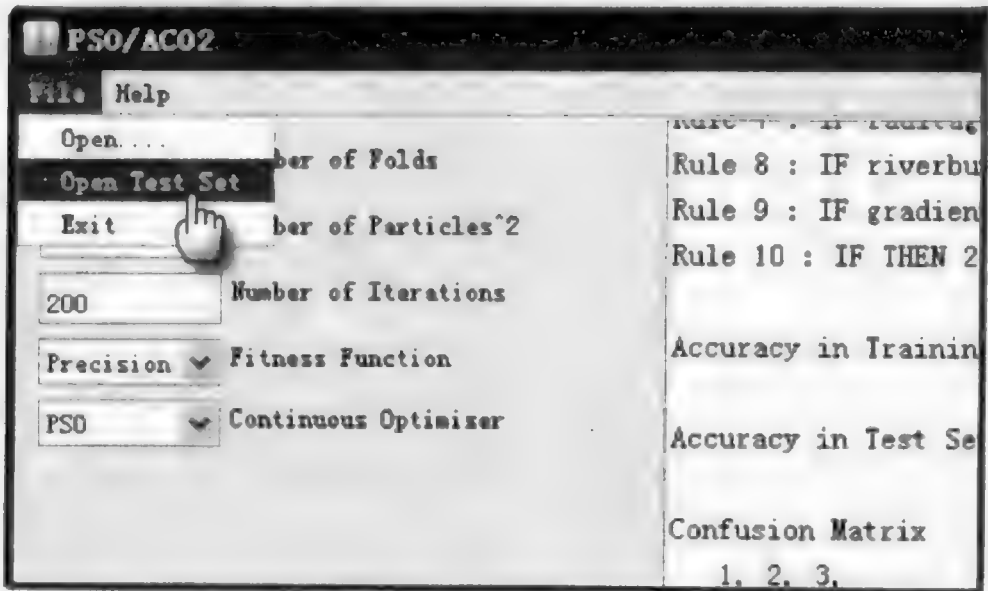 PSO/ACO2
File Help
Open....
Open Test Set
Exit
ber of Folds
ber of Particles^2
200
Number of Iterations
Precision
Fitness Function
PSO
Continuous Optimiser
Rule 8 : IF riverbu
Rule 9 : IF gradien
Rule 10 : IF THEN 2
Accuracy in Trainin
Accuracy in Test Se
Confusion Matrix
1. 2. 3.